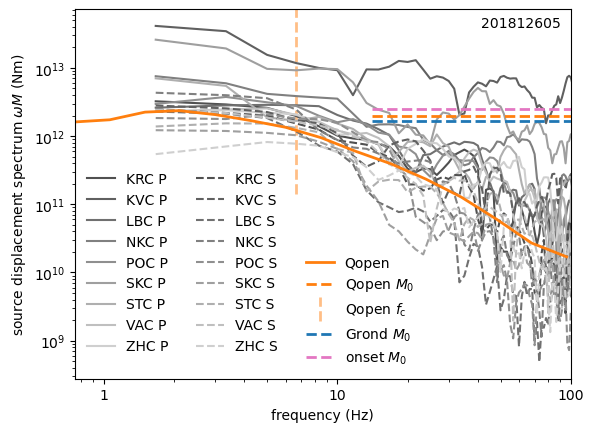 201812605
source displacement spectrum ωM (Nm)
10¹³
10¹²
10¹¹
10¹⁰
10⁹
KRC P
KVC P
LBC P
NKC P
POC P
SKC P
STC P
VAC P
ZHC P
KRC S
KVC S
LBC S
NKC S
POC S
SKC S
STC S
VAC S
ZHC S
Qopen
Qopen M₀
Qopen f_c
Grond M₀
onset M₀
1
10
100
frequency (Hz)